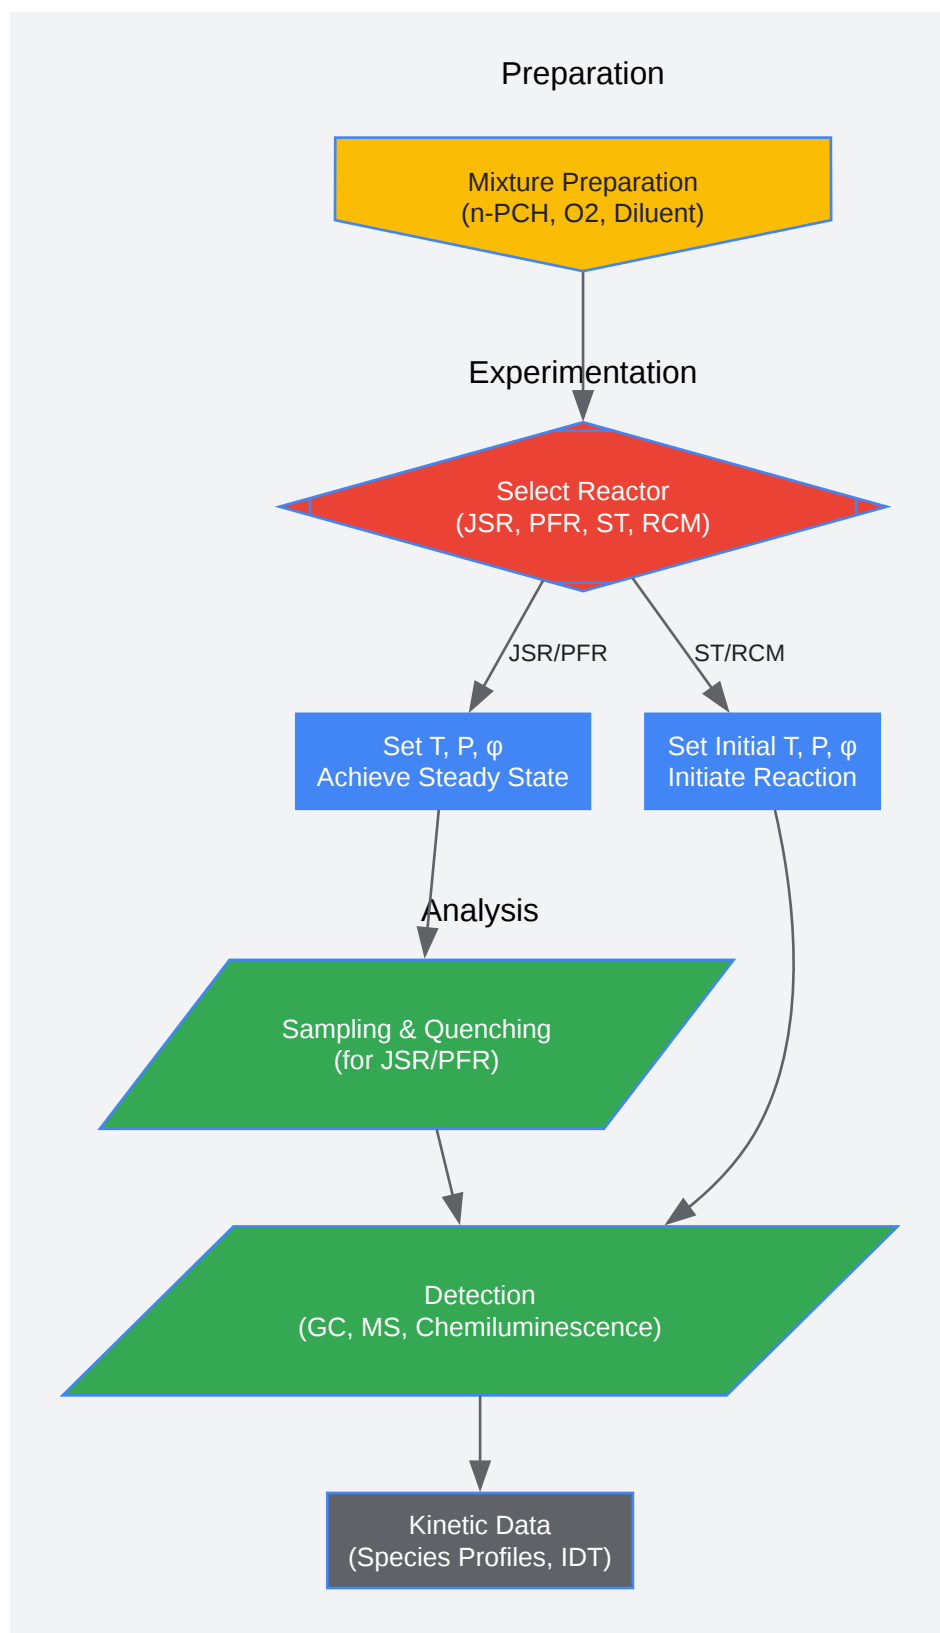 Preparation
Mixture Preparation
(n-PCH, O2, Diluent)
Experimentation
Select Reactor
(JSR, PFR, ST, RCM)
JSR/PFR
ST/RCM
Set T, P, φ
Achieve Steady State
Set Initial T, P, φ
Initiate Reaction
Analysis
Sampling & Quenching
(for JSR/PFR)
Detection
(GC, MS, Chemiluminescence)
Kinetic Data
(Species Profiles, IDT)